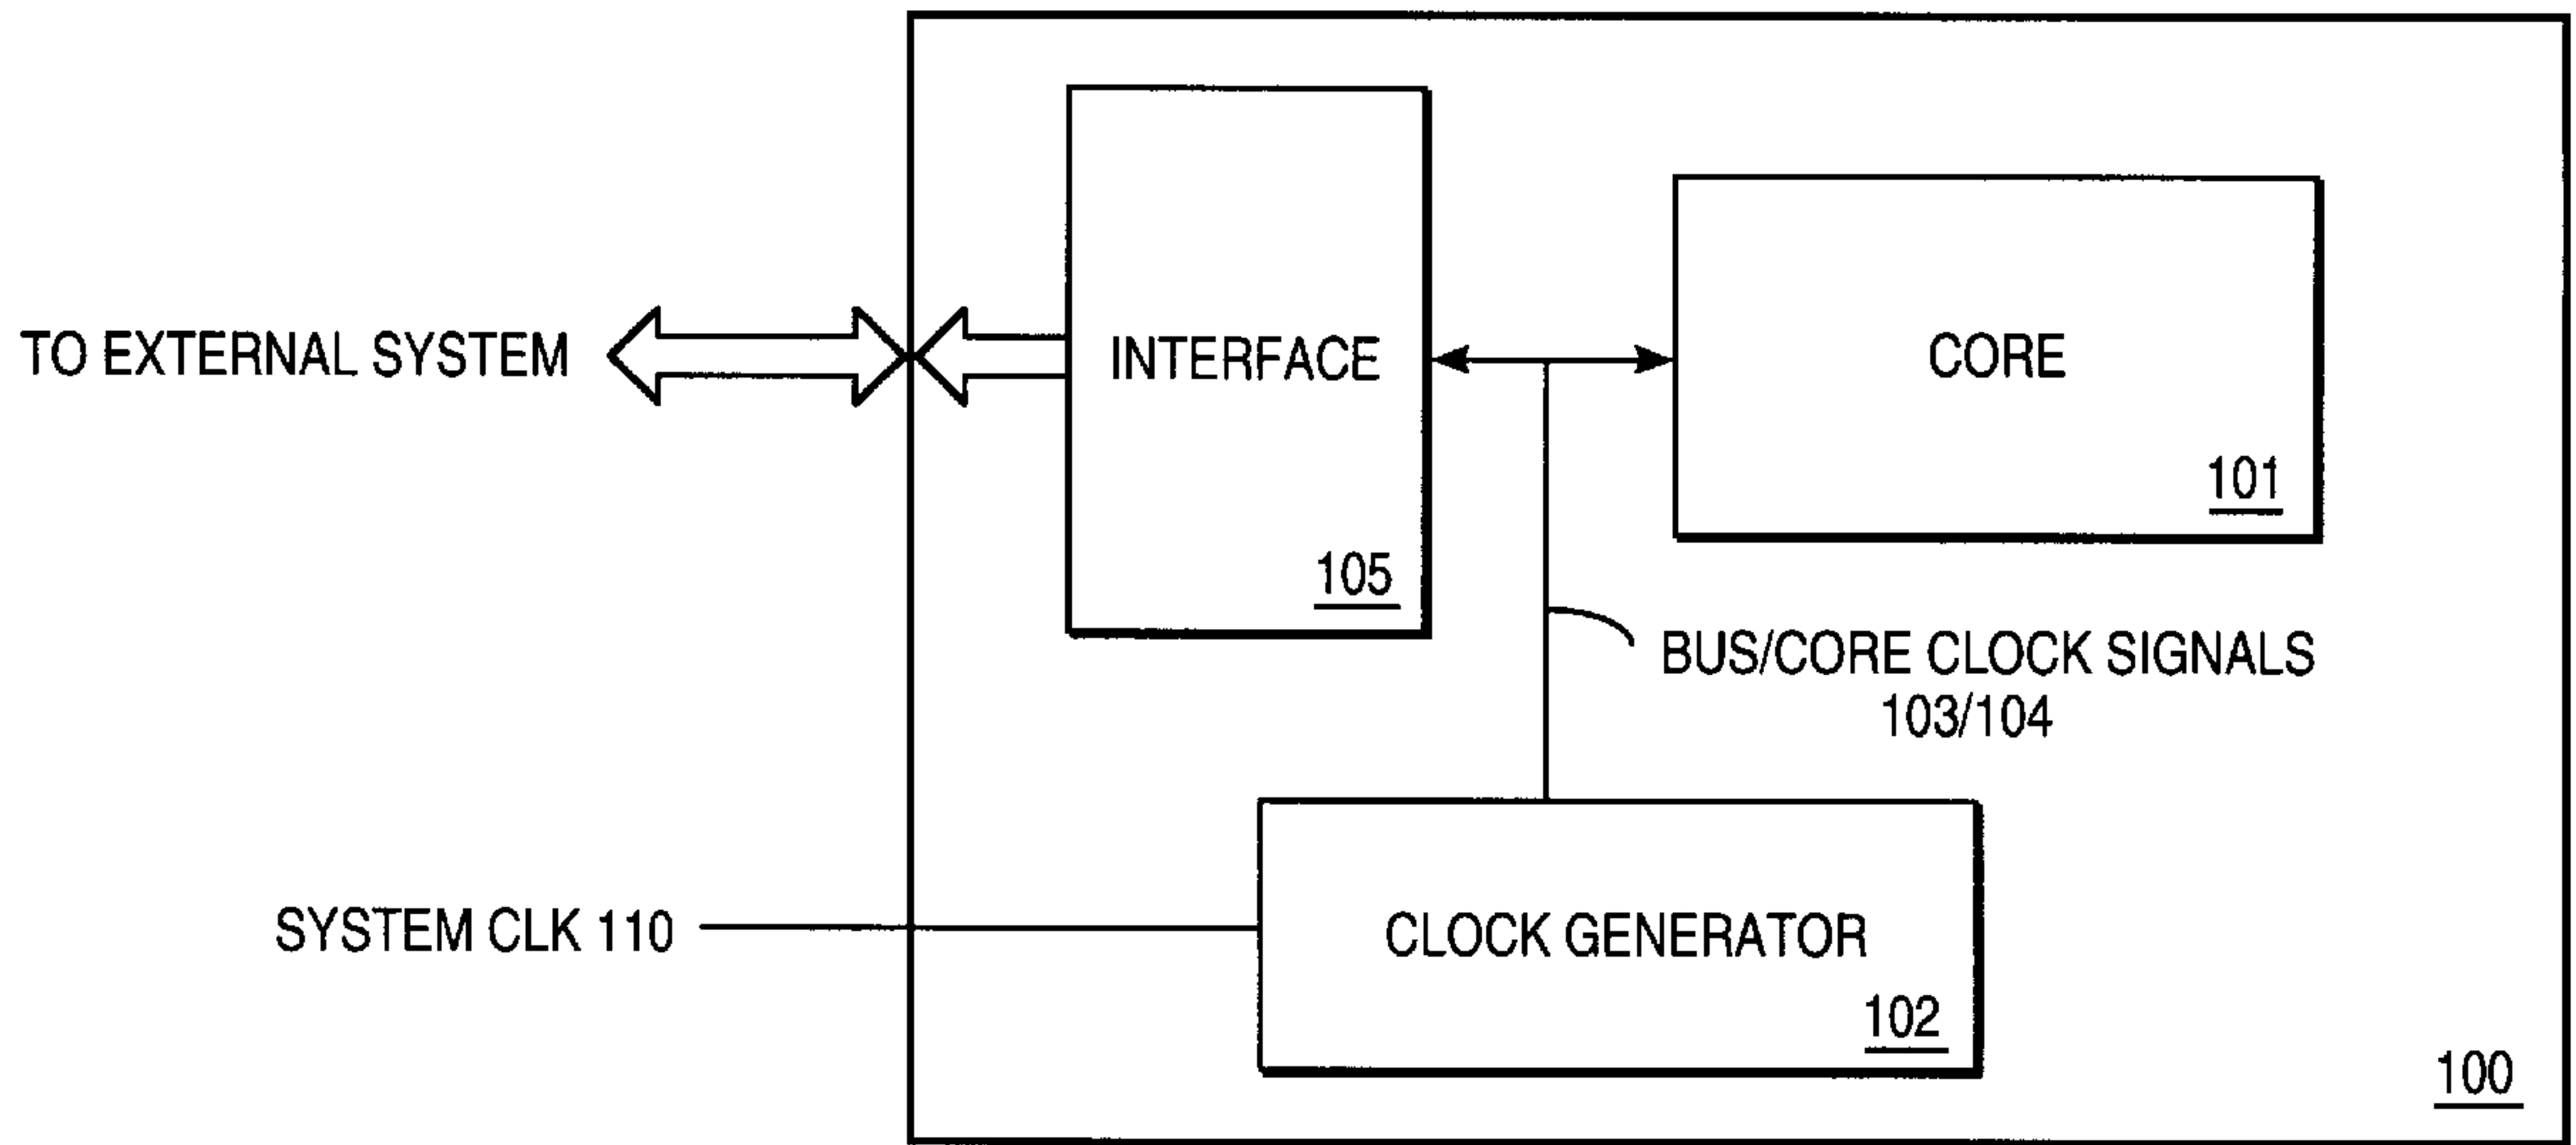 TO EXTERNAL SYSTEM
INTERFACE
105
CORE
101
BUS/CORE CLOCK SIGNALS
103/104
SYSTEM CLK 110
CLOCK GENERATOR
102
100